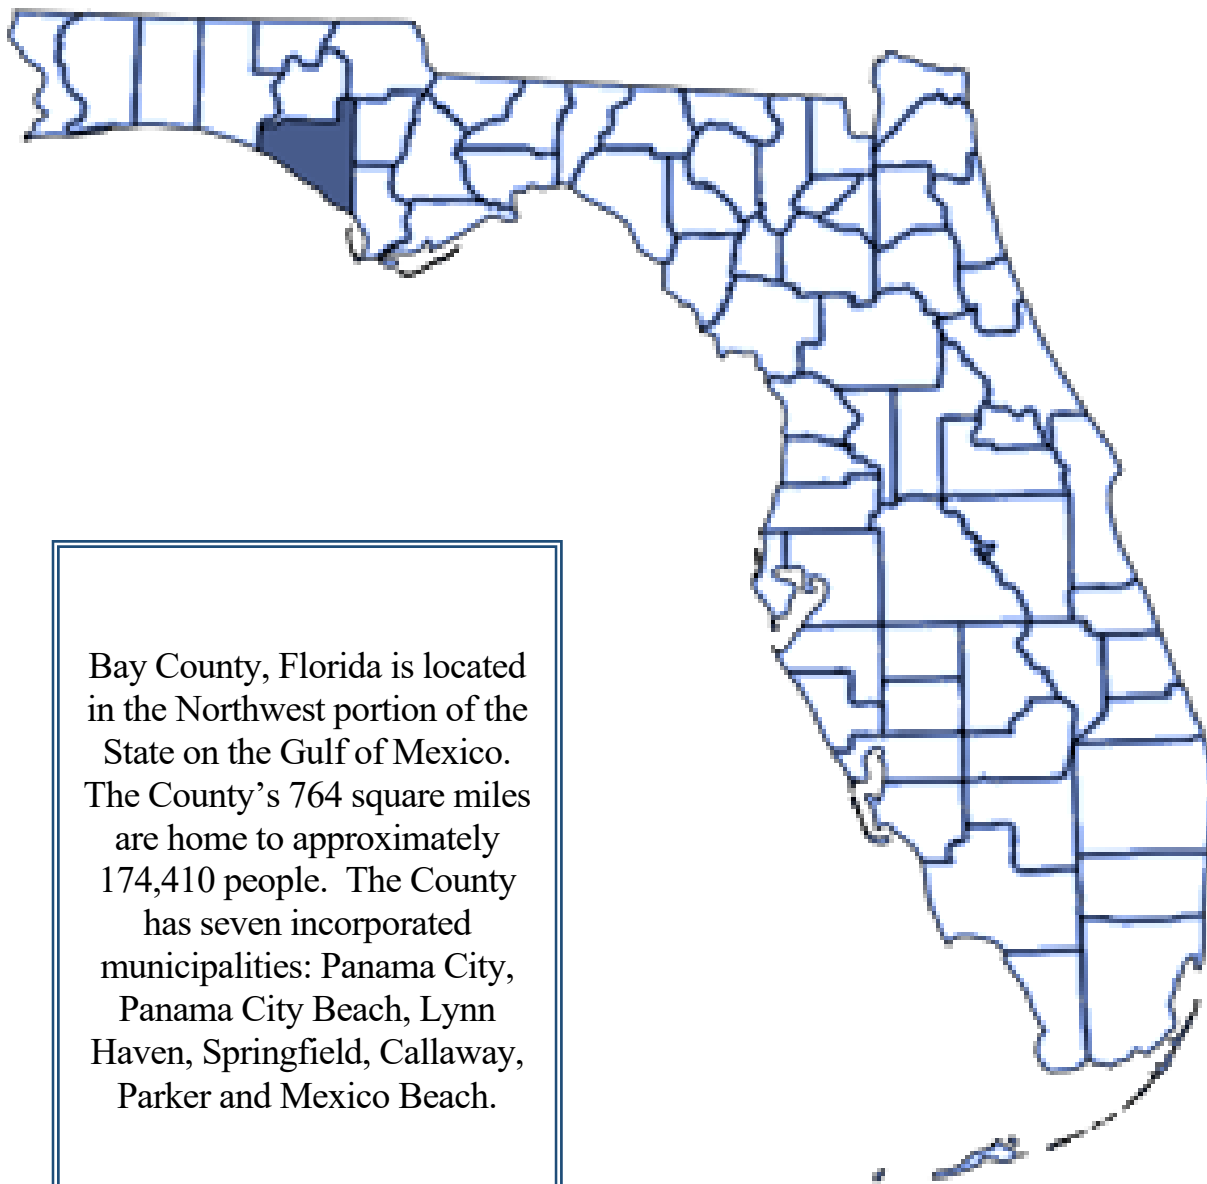 Bay County, Florida is located
in the Northwest portion of the
State on the Gulf of Mexico.
The County’s 764 square miles
are home to approximately
174,410 people.  The County
has seven incorporated
municipalities: Panama City,
Panama City Beach, Lynn
Haven, Springfield, Callaway,
Parker and Mexico Beach.